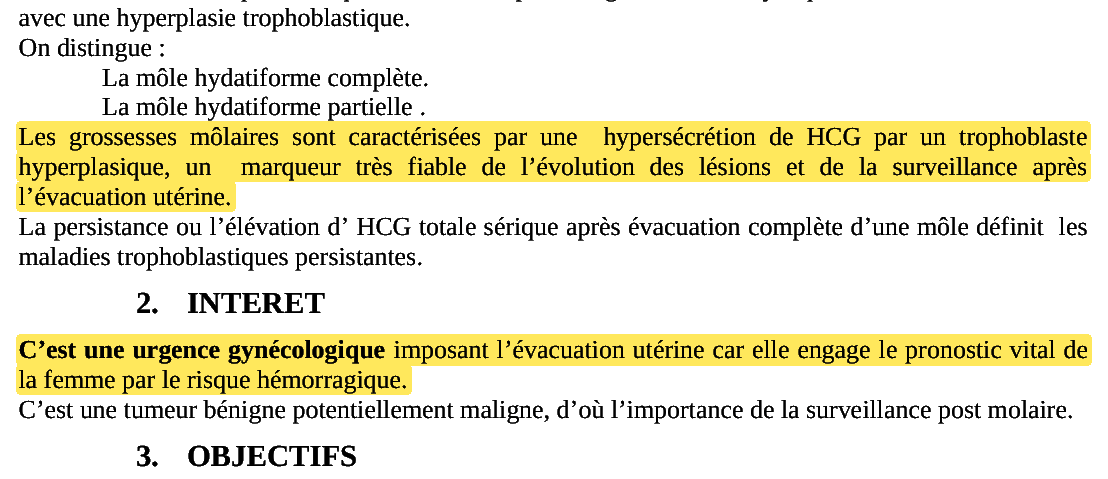 avec une hyperplasie trophoblastique.
On distingue :
La môle hydatiforme complète.
La môle hydatiforme partielle .
Les grossesses môlaires sont caractérisées par une hypersécrétion de HCG par un trophoblaste
hyperplasique, un marqueur très fiable de l’évolution des lésions et de la surveillance après
l’évacuation utérine.
La persistance ou l’élévation d’ HCG totale sérique après évacuation complète d’une môle définit les
maladies trophoblastiques persistantes.
2. INTERET
C’est une urgence gynécologique imposant l’évacuation utérine car elle engage le pronostic vital de
la femme par le risque hémorragique.
C’est une tumeur bénigne potentiellement maligne, d’où l’importance de la surveillance post molaire.
3. OBJECTIFS